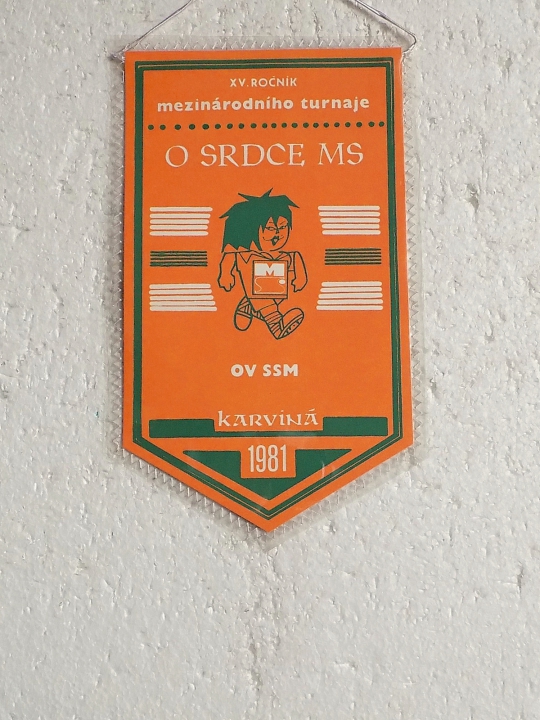 XV. ROČNÍK
mezinárodního turnaje
O SRDCE MS
M
S
OV SSM
KARVINÁ
1981